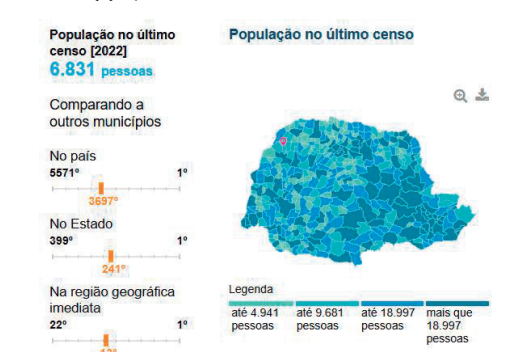 População no último
censo [2022]
6.831 pessoas
Comparando a
outros municípios
No país
5571º 1º
3697º
No Estado
399º 1º
241º
Na região geográfica
imediata
22º 1º
População no último censo
Legenda
até 4.941
pessoas
até 9.681
pessoas
até 18.997
pessoas
mais que
18.997
pessoas